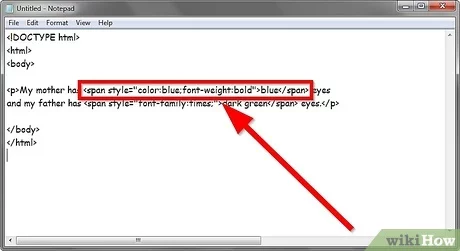 Untitled - Notepad
File Edit Format View Help
<!DOCTYPE html>
<html>
<body>
<p>My mother has <span style="color:blue;font-weight:bold">blue</span> eyes
and my father has <span style="font-family:times;">dark green</span> eyes.</p>
</body>
</html>
wikiHow